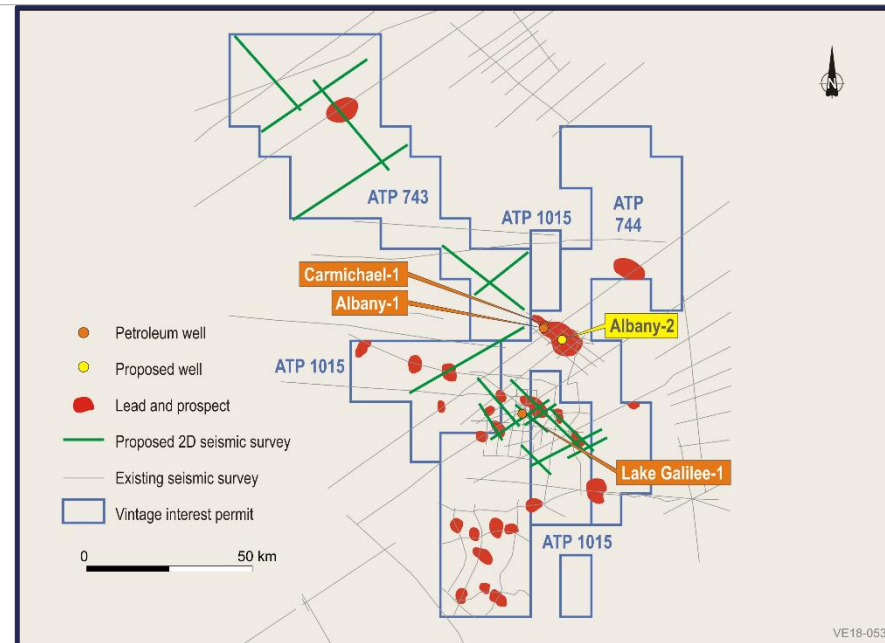 N
ATP 743
ATP 1015
ATP
744
Carmichael-1
Albany-1
Albany-2
Petroleum well
Proposed well
Lead and prospect
Proposed 2D seismic survey
Existing seismic survey
Vintage interest permit
0
50 km
ATP 1015
Lake Galilee-1
ATP 1015
VE18-053